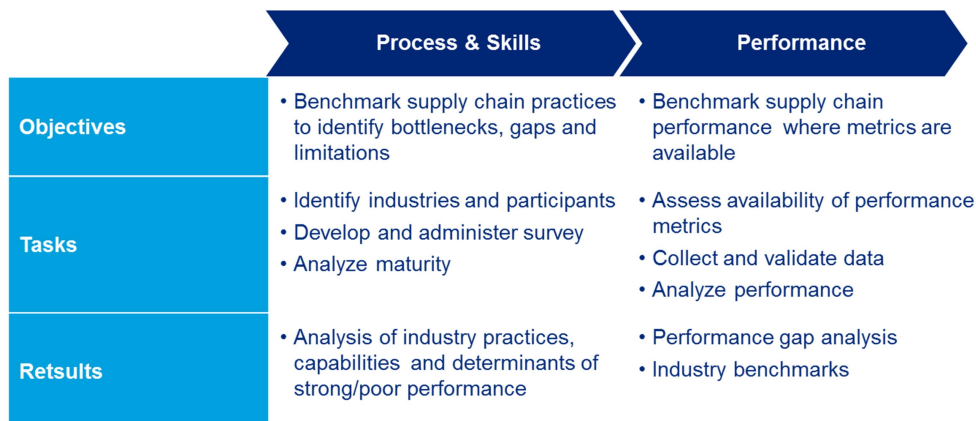 Process & Skills
Performance
Objectives
• Benchmark supply chain practices
to identify bottlenecks, gaps and
limitations
• Benchmark supply chain
performance where metrics are
available
Tasks
• Identify industries and participants
• Develop and administer survey
• Analyze maturity
• Assess availability of performance
metrics
• Collect and validate data
• Analyze performance
Retsults
• Analysis of industry practices,
capabilities and determinants of
strong/poor performance
• Performance gap analysis
• Industry benchmarks